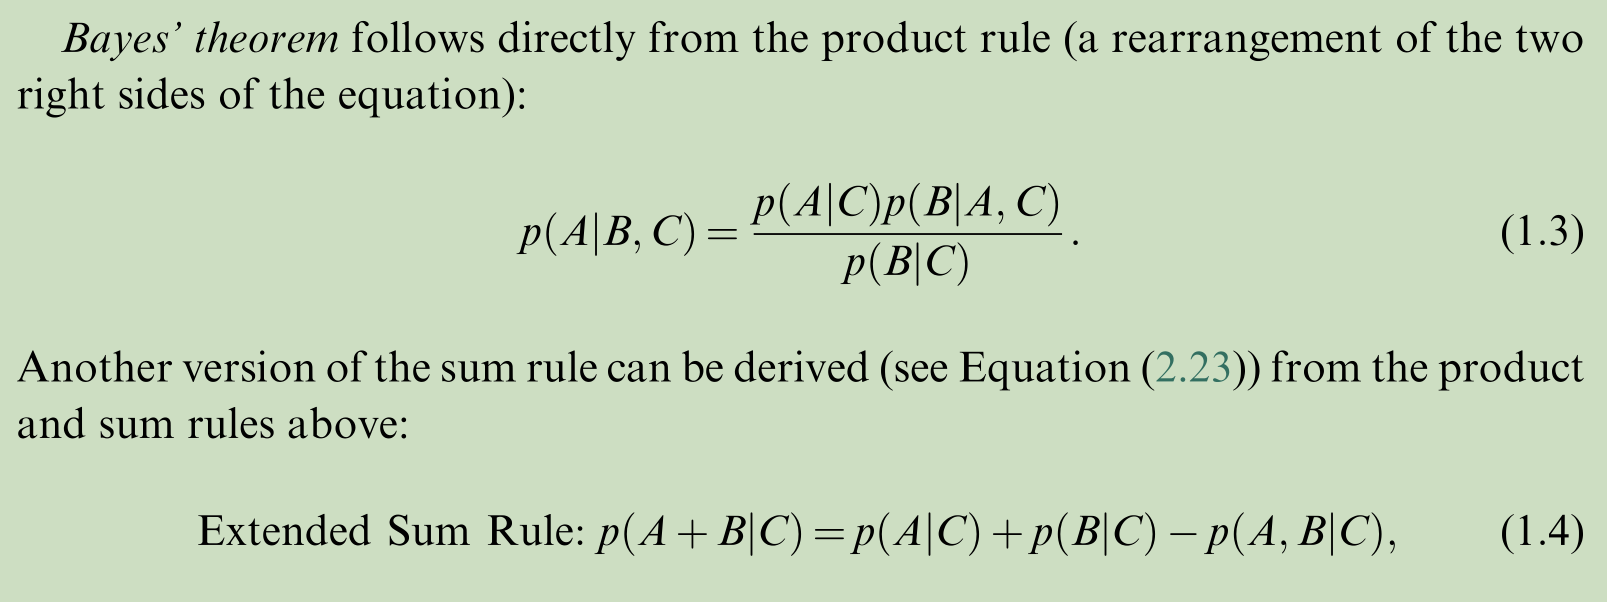 Bayes' theorem follows directly from the product rule (a rearrangement of the two
right sides of the equation):
p(A|B, C) = p(A|C)p(B|A, C) / p(B|C) . (1.3)
Another version of the sum rule can be derived (see Equation (2.23)) from the product
and sum rules above:
Extended Sum Rule: p(A + B|C) = p(A|C) + p(B|C) − p(A, B|C), (1.4)